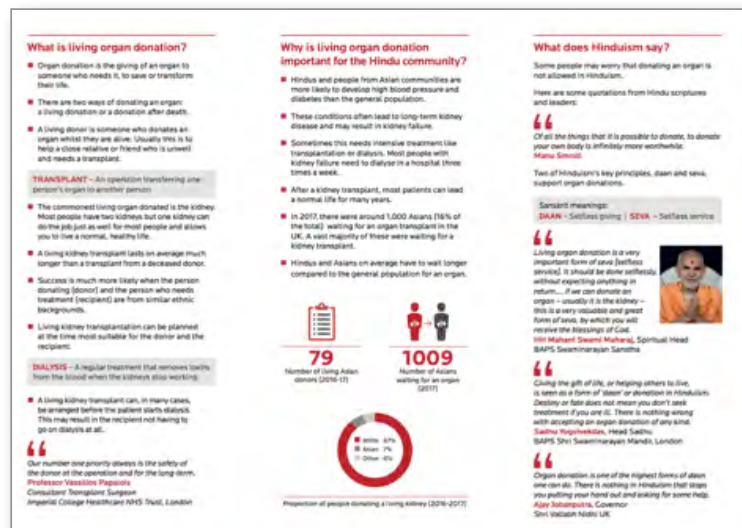 What is living organ donation?
Organ donation is the giving of an organ to
someone who needs it, to save or transform
their life.
There are two ways of donating an organ:
a living donation or a donation after death.
A living donor is someone who donates an
organ whilst they are alive. Usually this is to
help a close relative or friend who is unwell
and needs a transplant.
TRANSPLANT – An operation transferring one
person's organ to another person
The commonest living organ donated is the kidney.
Most people have two kidneys but one kidney can
do the job just as well for most people and allows
you to live a normal, healthy life.
A living kidney transplant lasts on average much
longer than a transplant from a deceased donor.
Success is much more likely when the person
donating (donor) and the person who needs
treatment (recipient) are from similar ethnic
backgrounds.
Living kidney transplantation can be planned
at the time most suitable for the donor and the
recipient.
DIALYSIS – A regular treatment that removes toxins
from the blood when the kidneys stop working
A living kidney transplant can, in many cases,
be arranged before the patient starts dialysis.
This may result in the recipient not having to
go on dialysis at all.
Our number one priority always is the safety of
the donor at the operation and for the long-term.
Professor Vassilios Papalois
Consultant Transplant Surgeon
Imperial College Healthcare NHS Trust, London
Why is living organ donation
important for the Hindu community?
Hindus and people from Asian communities are
more likely to develop high blood pressure and
diabetes than the general population.
These conditions often lead to long-term kidney
disease and may result in kidney failure.
Sometimes this needs intensive treatment like
transplantation or dialysis. Most people with
kidney failure need to dialyse in a hospital three
times a week.
After a kidney transplant, most patients can lead
a normal life for many years.
In 2017, there were around 1,000 Asians (16% of
the total) waiting for an organ transplant in the
UK. A vast majority of these were waiting for a
kidney transplant.
Hindus and Asians on average have to wait longer
compared to the general population for an organ.
79
Number of living Asian
donors (2016-17)
1009
Number of Asians
waiting for an organ
(2017)
White 87%
Asian 7%
Other 6%
Proportion of people donating a living kidney (2016-2017)
What does Hinduism say?
Some people may worry that donating an organ is
not allowed in Hinduism.
Here are some quotations from Hindu scriptures
and leaders:
Of all the things that it is possible to donate, to donate
your own body is infinitely more worthwhile.
Manu Smruti
Two of Hinduism's key principles, daan and seva,
support organ donations.
Sanskrit meanings:
DAAN – Selfless giving | SEVA – Selfless service
Living organ donation is a very
important form of seva [selfless
service]. It should be done selflessly,
without expecting anything in
return.... if we can donate an
organ – usually it is the kidney –
this is a very valuable and great
form of seva, by which you will
receive the blessings of God.
HH Mahant Swami Maharaj, Spiritual Head
BAPS Swaminarayan Sanstha
Giving the gift of life, or helping others to live,
is seen as a form of 'daan' or donation in Hinduism.
Destiny or fate does not mean you don't seek
treatment if you are ill. There is nothing wrong
with accepting an organ donation of any kind.
Sadhu Yogvivekdas, Head Sadhu
BAPS Shri Swaminarayan Mandir, London
Organ donation is one of the highest forms of daan
one can do. There is nothing in Hinduism that stops
you putting your hand out and asking for some help.
Ajay Jobanputra, Governor
Shri Vallabh Nidhi UK